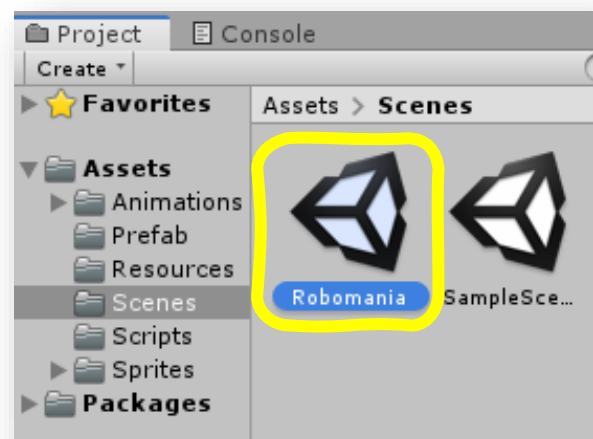 Project Console
Create
Favorites
Assets > Scenes
Assets
Animations
Prefab
Resources
Scenes
Scripts
Sprites
Packages
Robomania
SampleSce...